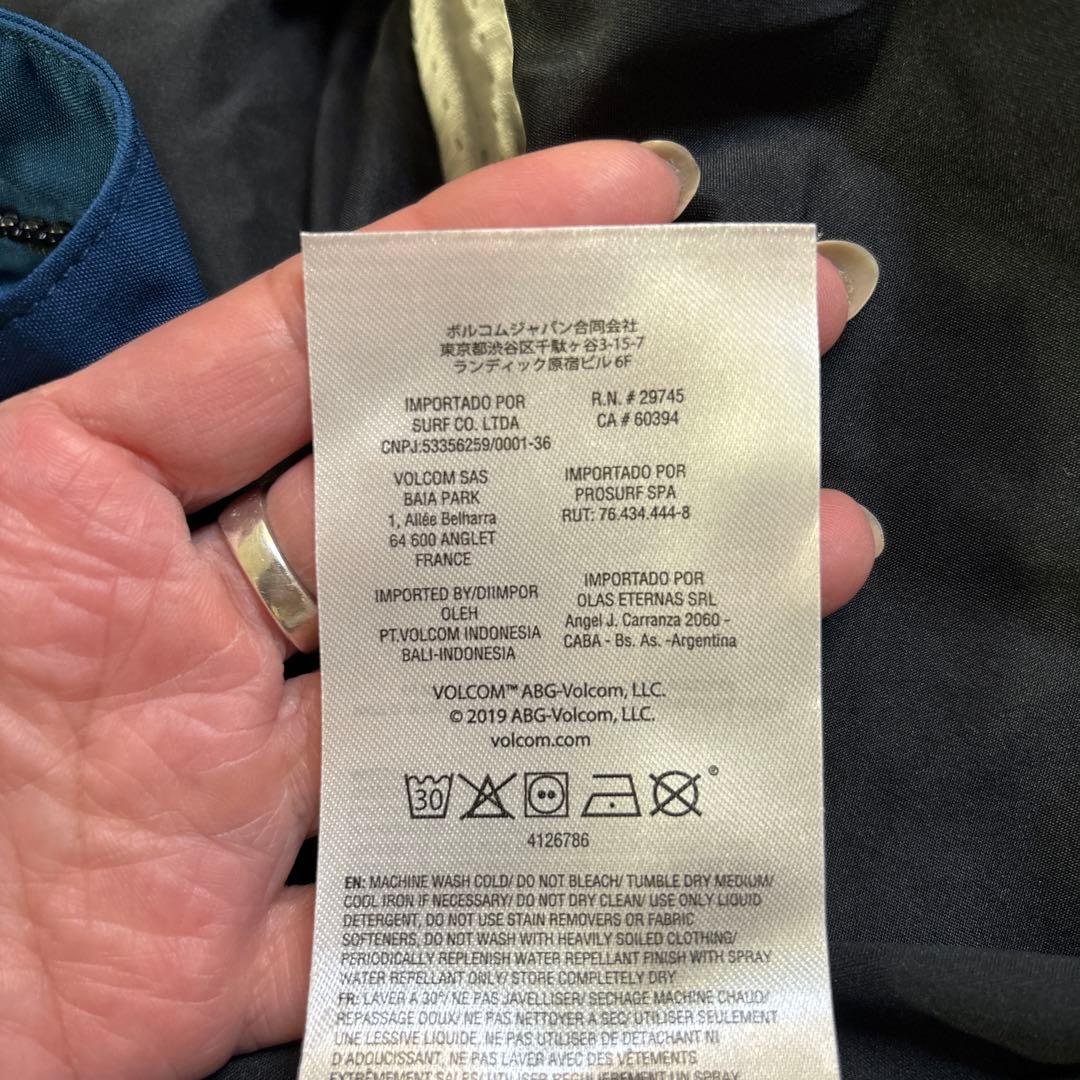 ボルコムジャパン合同会社
東京都渋谷区千駄ヶ谷3-15-7
ランディック原宿ビル 6F
IMPORTADO POR
SURF CO. LTDA
CNPJ:53356259/0001-36
R.N. # 29745
CA # 60394
VOLCOM SAS
BAIA PARK
1, Allée Belharra
64 600 ANGLET
FRANCE
IMPORTADO POR
PROSURF SPA
RUT: 76.434.444-8
IMPORTED BY/DIIMPOR
OLEH
PT.VOLCOM INDONESIA
BALI-INDONESIA
IMPORTADO POR
OLAS ETERNAS SRL
Angel J. Carranza 2060 -
CABA - Bs. As. -Argentina
VOLCOM™ ABG-Volcom, LLC.
© 2019 ABG-Volcom, LLC.
volcom.com
30
®
4126786
EN: MACHINE WASH COLD/ DO NOT BLEACH/ TUMBLE DRY MEDIUM/
COOL IRON IF NECESSARY/ DO NOT DRY CLEAN/ USE ONLY LIQUID
DETERGENT, DO NOT USE STAIN REMOVERS OR FABRIC
SOFTENERS, DO NOT WASH WITH HEAVILY SOILED CLOTHING/
PERIODICALLY REPLENISH WATER REPELLANT FINISH WITH SPRAY
WATER REPELLANT ONLY/ STORE COMPLETELY DRY
FR: LAVER A 30°/ NE PAS JAVELLISER/ SECHAGE MACHINE CHAUD/
REPASSAGE DOUX/ NE PAS NETTOYER A SEC/ UTILISER SEULEMENT
UNE LESSIVE LIQUIDE, NE PAS UTILISER DE DETACHANT NI
D'ADOUCISSANT, NE PAS LAVER AVEC DES VÊTEMENTS
EXTRÊMEMENT SALES/ UTILISER REGULIEREMENT UN SPRAY